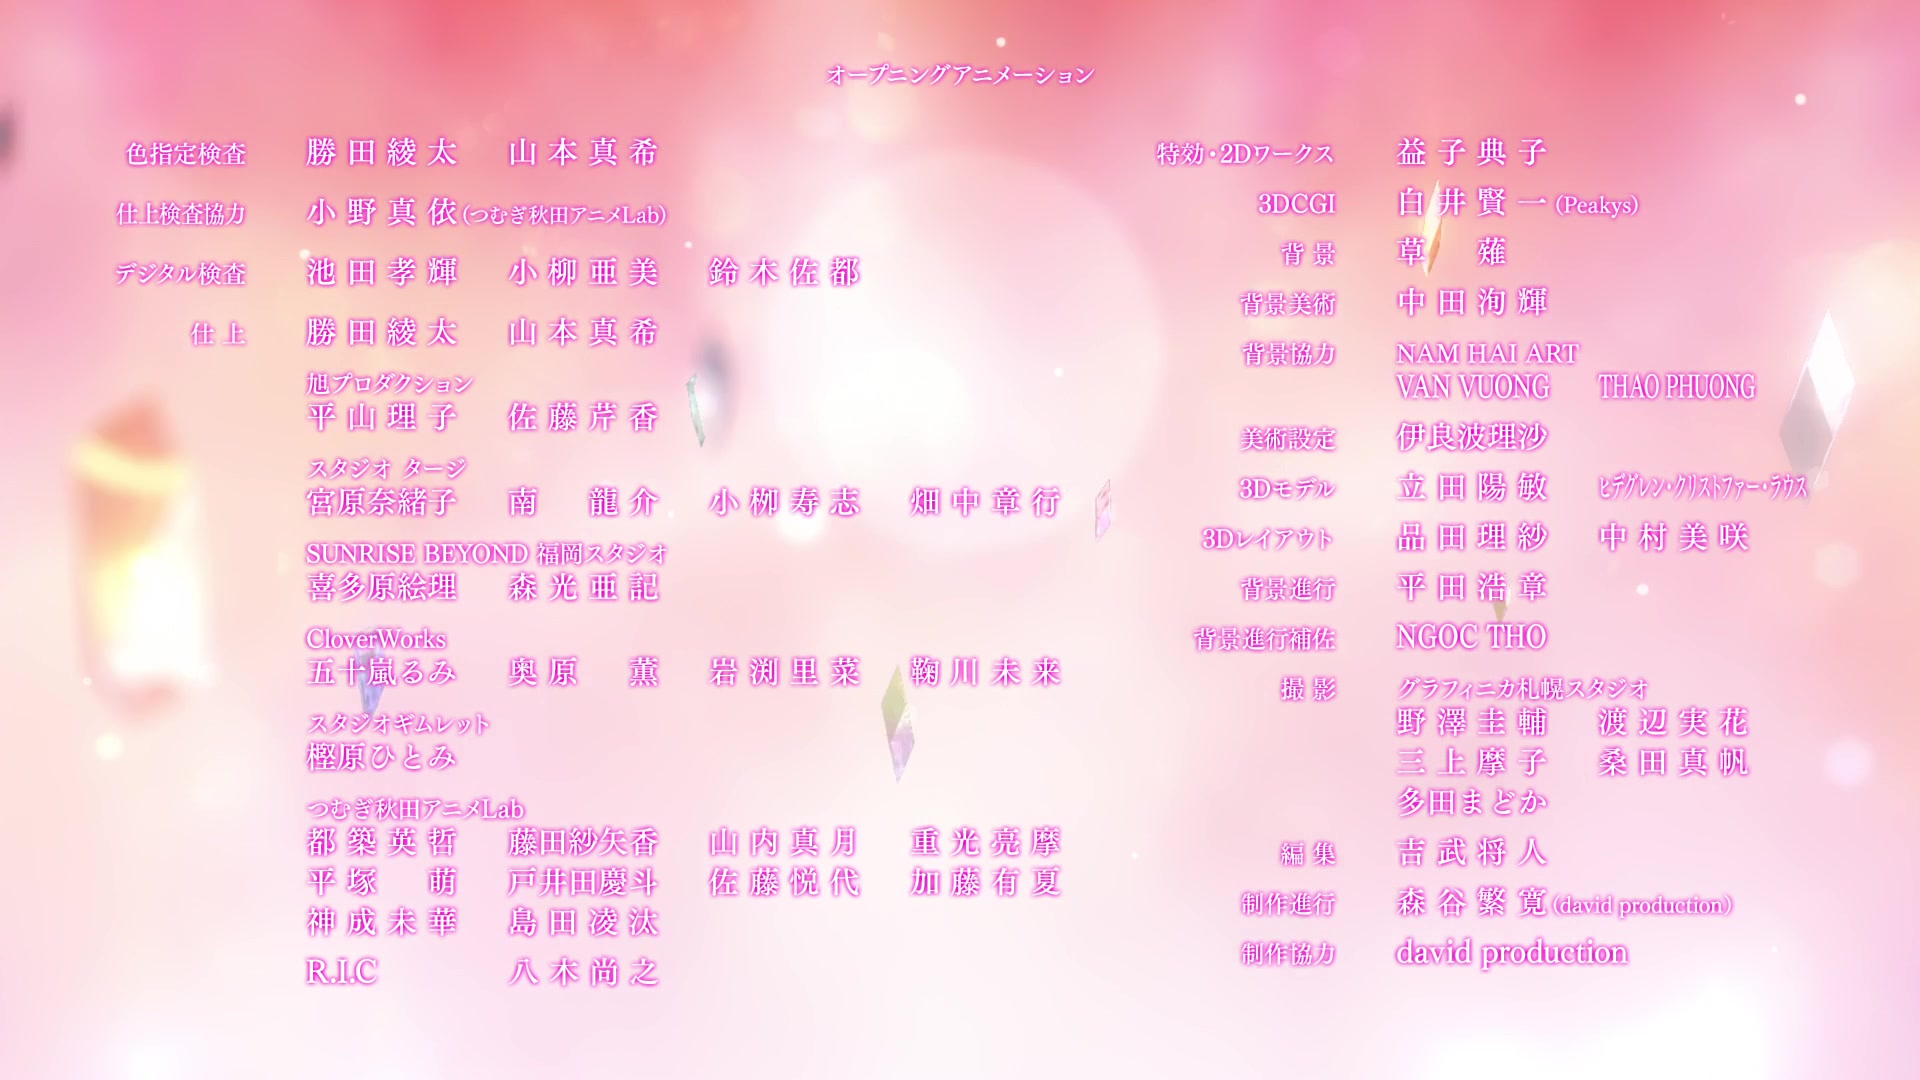 オープニングアニメーション
色指定検査 勝田綾太 山本真希
仕上検査協力 小野真依(つむぎ秋田アニメLab)
デジタル検査 池田孝輝 小柳亜美 鈴木佐都
仕上 勝田綾太 山本真希
旭プロダクション
平山理子 佐藤芹香
スタジオ タージ
宮原奈緒子 南龍介 小栁寿志 畑中章行
SUNRISE BEYOND 福岡スタジオ
喜多原絵理 森光亜記
CloverWorks
五十嵐るみ 奥原薫 岩渕里菜 鞠川未来
スタジオギムレット
樫原ひとみ
つむぎ秋田アニメLab
都築英哲 藤田紗矢香 山内真月 重光亮摩
平塚萌 戸井田慶斗 佐藤悦代 加藤有夏
神成未華 島田凌汰
R.I.C 八木尚之
特効・2Dワークス 益子典子
3DCGI 白井賢一(Peakys)
背景 草薙
背景美術 中田洵輝
背景協力 NAM HAI ART
VAN VUONG THAO PHUONG
美術設定 伊良波理沙
3Dモデル 立田陽敏 ヒデグレン・クリストファー・ラウス
3Dレイアウト 品田理紗 中村美咲
背景進行 平田浩章
背景進行補佐 NGOC THO
撮影 グラフィニカ札幌スタジオ
野澤圭輔 渡辺実花
三上摩子 桑田真帆
多田まどか
編集 吉武将人
制作進行 森谷繁寛(david production)
制作協力 david production